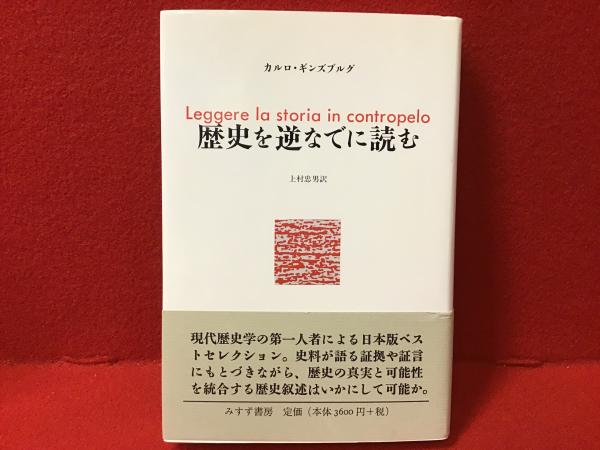 カルロ・ギンズブルグ
Leggere la storia in contropelo
歴史を逆なでに読む
上村忠男訳
現代歴史学の第一人者による日本版ベス
トセレクション。史料が語る証拠や証言
にもとづきながら、歴史の真実と可能性
を統合する歴史叙述はいかにして可能か。
みすず書房 定価（本体3600円＋税）